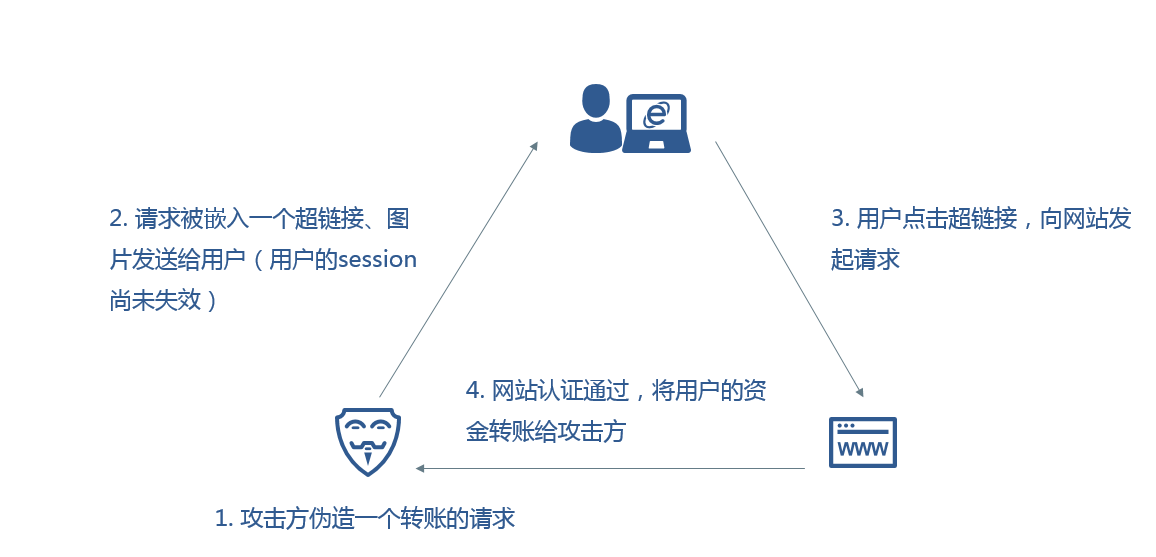 2. 请求被嵌入一个超链接、图
片发送给用户（用户的session
尚未失效）
3. 用户点击超链接，向网站发
起请求
4. 网站认证通过，将用户的资
金转账给攻击方
WWW
1. 攻击方伪造一个转账的请求